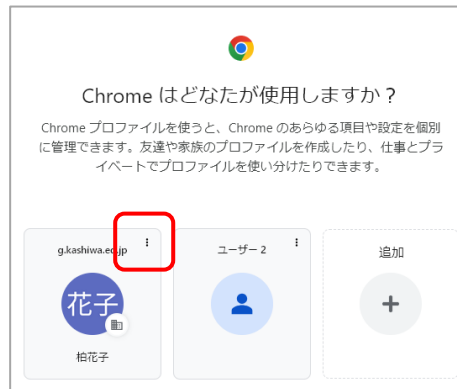 Chrome はどなたが使用しますか？
Chrome プロファイルを使うと、Chrome のあらゆる項目や設定を個別
に管理できます。友達や家族のプロファイルを作成したり、仕事とプラ
イベートでプロファイルを使い分けたりできます。
g.kashiwa.ed.jp
ユーザー 2
追加
花子
柏花子